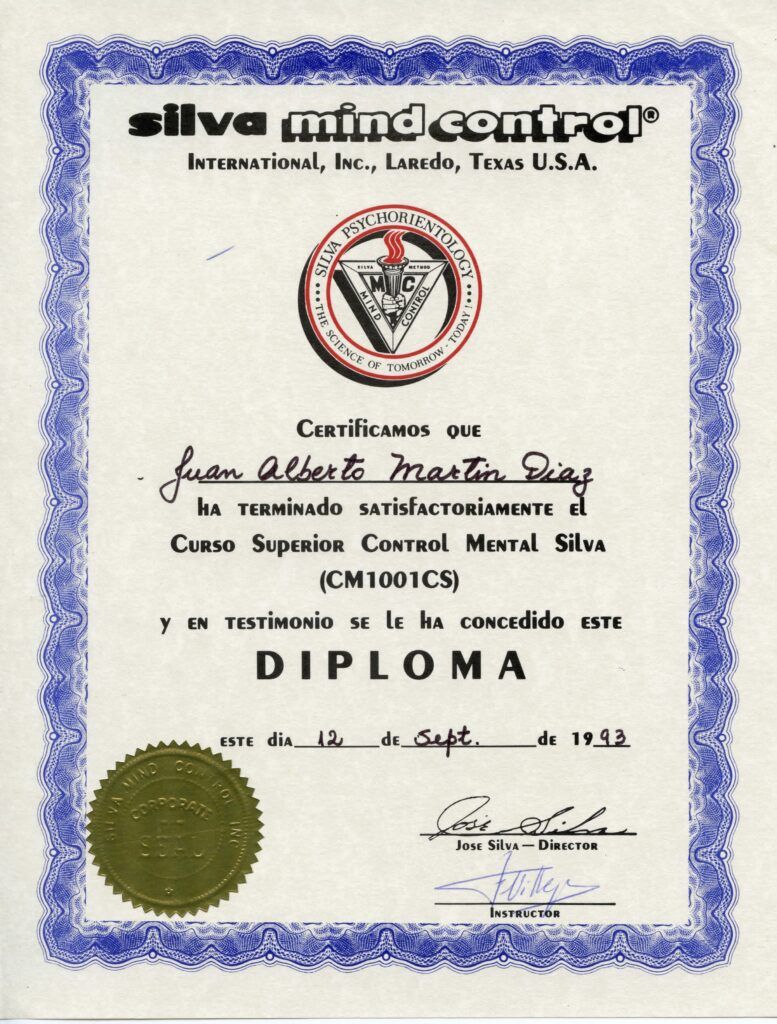 silva mind control®
International, Inc., Laredo, Texas U.S.A.
SILVA PSYCHORIENTOLOGY
SILVA METHOD
M C
MIND CONTROL
THE SCIENCE OF TOMORROW - TODAY!
Certificamos que
Juan Alberto Martin Diaz
ha terminado satisfactoriamente el
Curso Superior Control Mental Silva
(CM1001CS)
y en testimonio se le ha concedido este
DIPLOMA
este dia 12 de Sept. de 1993
SILVA MIND CONTROL INC
CORPORATE
SEAL
José Silva
Jose Silva — Director
Instructor